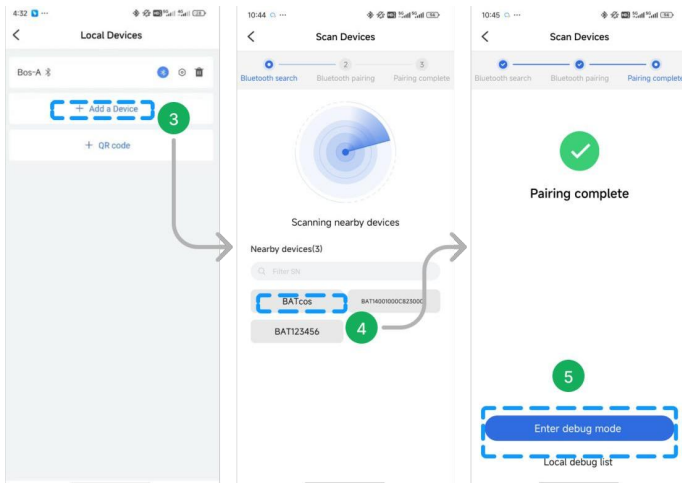 4:32
Local Devices
Bos-A
+ Add a Device
3
+ QR code
10:44
Scan Devices
2
3
Bluetooth search
Bluetooth pairing
Pairing complete
Scanning nearby devices
Nearby devices(3)
Filter SN
BATcos
BAT123456
4
10:45
Scan Devices
Bluetooth search
Bluetooth pairing
Pairing complete
Pairing complete
5
Enter debug mode
Local debug list